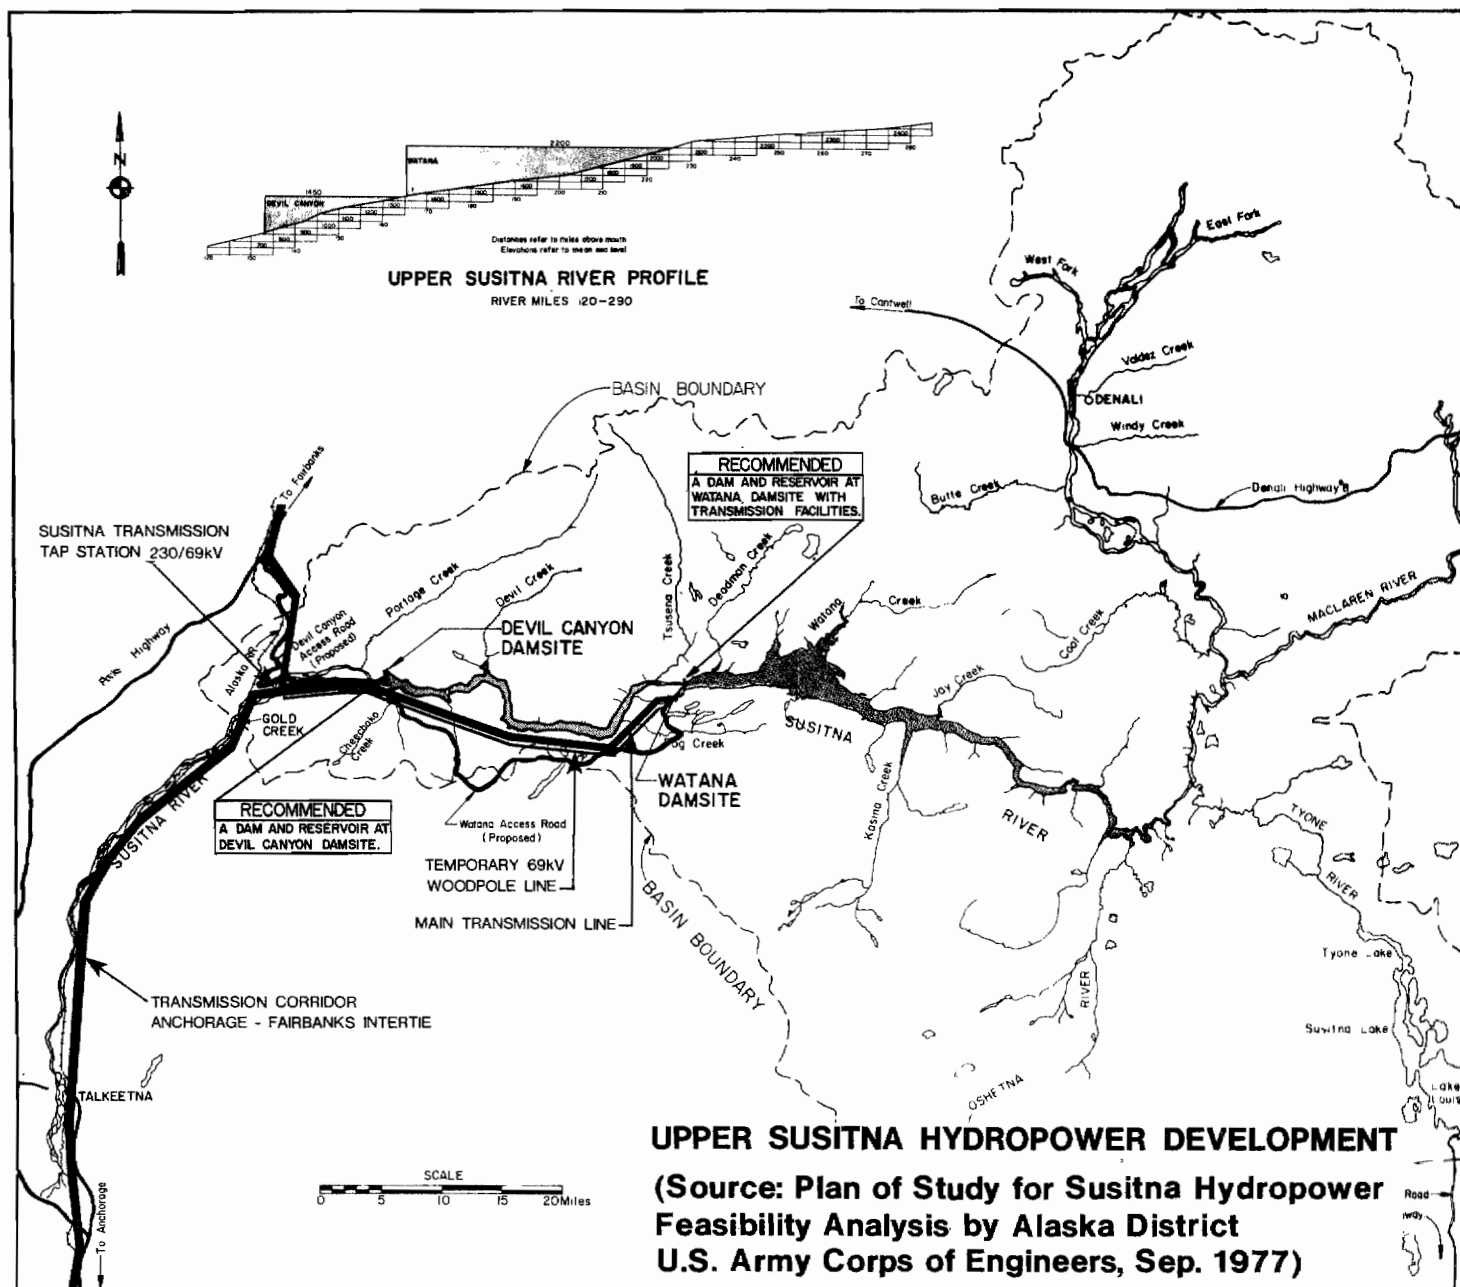 N
2200
WATANA
1450
DEVIL CANYON
Distances refer to miles above mouth
Elevations refer to mean sea level
UPPER SUSITNA RIVER PROFILE
RIVER MILES 120-290
East Fork
West Fork
To Cantwell
Valdez Creek
DENALI
Windy Creek
BASIN BOUNDARY
Butte Creek
Denali Highway #8
To Fairbanks
RECOMMENDED
A DAM AND RESERVOIR AT
WATANA DAMSITE WITH
TRANSMISSION FACILITIES.
SUSITNA TRANSMISSION
TAP STATION 230/69kV
Portage Creek
Devil Creek
Tsusena Creek
Deadman Creek
Watana
Creek
Coal Creek
MACLAREN RIVER
Highway
Alaska RR
Devil Canyon
Access Road
(Proposed)
DEVIL CANYON
DAMSITE
Jay Creek
GOLD
CREEK
Cheechako
Creek
SUSITNA
RIVER
og Creek
WATANA
DAMSITE
Kosina Creek
SUSITNA RIVER
RECOMMENDED
A DAM AND RESERVOIR AT
DEVIL CANYON DAMSITE.
Watana Access Road
(Proposed)
TEMPORARY 69kV
WOODPOLE LINE
MAIN TRANSMISSION LINE
BASIN BOUNDARY
TYONE
RIVER
Tyone Lake
Susitna Lake
Lake
Louis
TRANSMISSION CORRIDOR
ANCHORAGE - FAIRBANKS INTERTIE
OSHETNA
RIVER
TALKEETNA
To Anchorage
SCALE
0 5 10 15 20 Miles
UPPER SUSITNA HYDROPOWER DEVELOPMENT
(Source: Plan of Study for Susitna Hydropower
Feasibility Analysis by Alaska District
U.S. Army Corps of Engineers, Sep. 1977)
Road